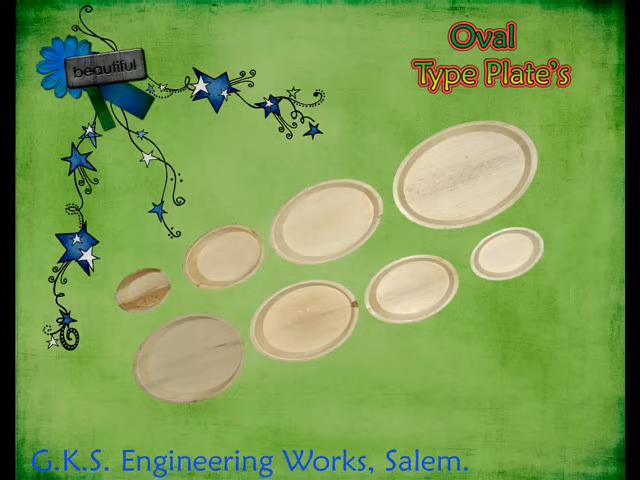 beautiful
Oval
Type Plate's
G.K.S. Engineering Works, Salem.